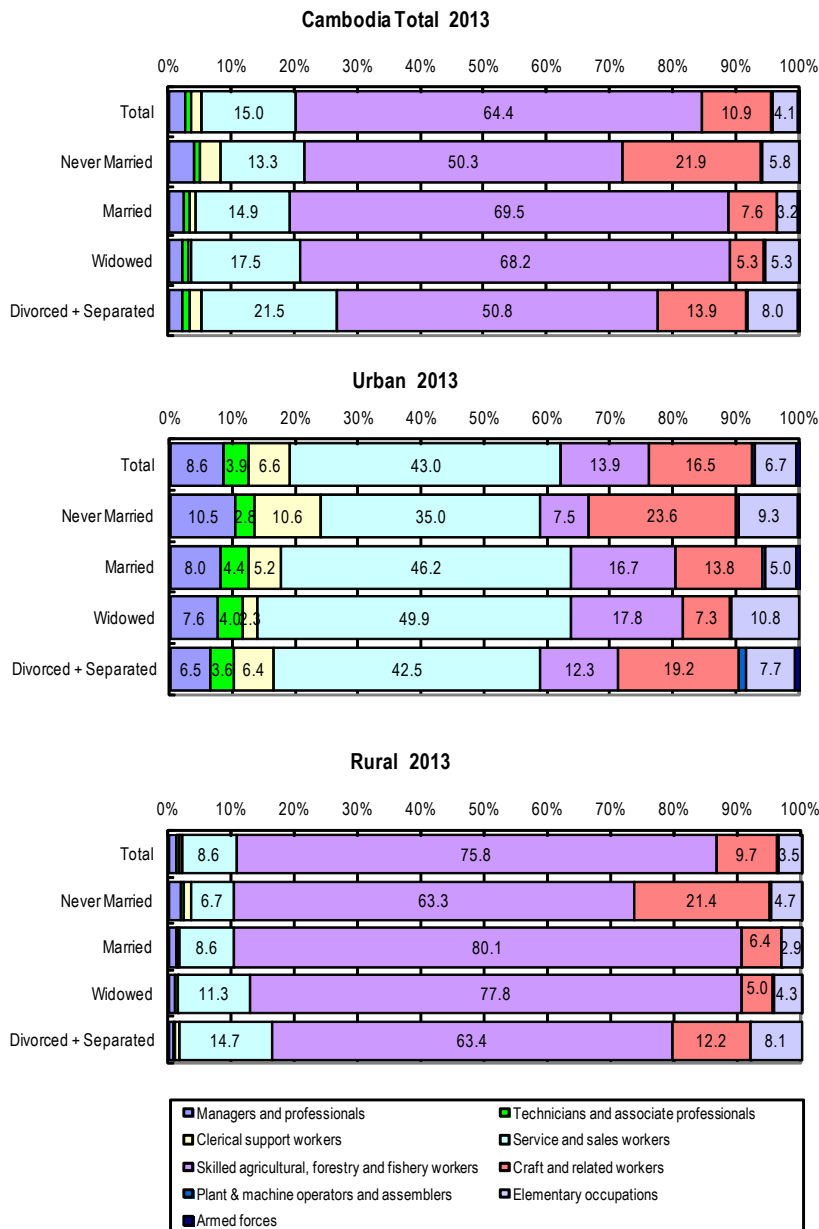 Cambodia Total 2013
0% 10% 20% 30% 40% 50% 60% 70% 80% 90% 100%
Total 15.0 64.4 10.9 4.1
Never Married 13.3 50.3 21.9 5.8
Married 14.9 69.5 7.6 3.2
Widowed 17.5 68.2 5.3 5.3
Divorced + Separated 21.5 50.8 13.9 8.0
Urban 2013
0% 10% 20% 30% 40% 50% 60% 70% 80% 90% 100%
Total 8.6 3.9 6.6 43.0 13.9 16.5 6.7
Never Married 10.5 2.8 10.6 35.0 7.5 23.6 9.3
Married 8.0 4.4 5.2 46.2 16.7 13.8 5.0
Widowed 7.6 4.0 2.3 49.9 17.8 7.3 10.8
Divorced + Separated 6.5 3.6 6.4 42.5 12.3 19.2 7.7
Rural 2013
0% 10% 20% 30% 40% 50% 60% 70% 80% 90% 100%
Total 8.6 75.8 9.7 3.5
Never Married 6.7 63.3 21.4 4.7
Married 8.6 80.1 6.4 2.9
Widowed 11.3 77.8 5.0 4.3
Divorced + Separated 14.7 63.4 12.2 8.1
Managers and professionals Technicians and associate professionals
Clerical support workers Service and sales workers
Skilled agricultural, forestry and fishery workers Craft and related workers
Plant & machine operators and assemblers Elementary occupations
Armed forces